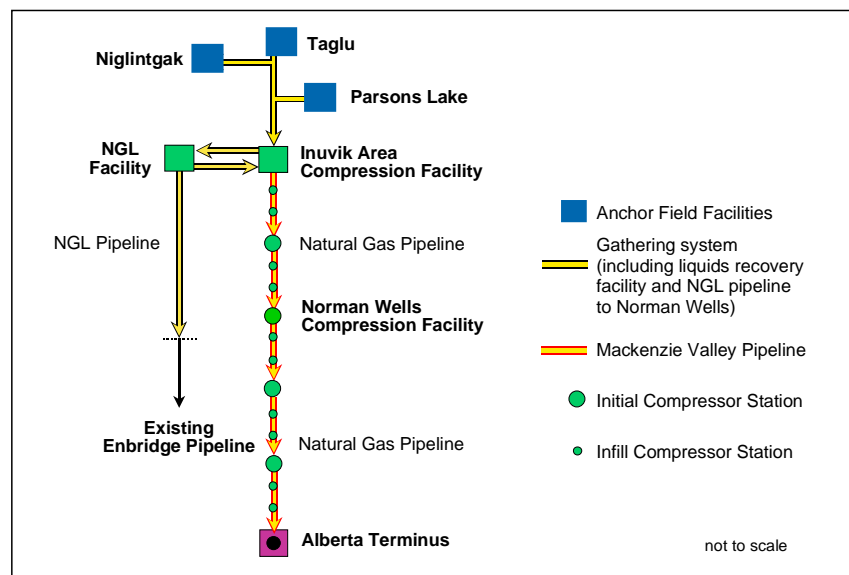 Taglu
Niglintgak
Parsons Lake
NGL
Facility
Inuvik Area
Compression Facility
NGL Pipeline
Natural Gas Pipeline
Norman Wells
Compression Facility
Existing
Enbridge Pipeline
Natural Gas Pipeline
Alberta Terminus
Anchor Field Facilities
Gathering system
(including liquids recovery
facility and NGL pipeline
to Norman Wells)
Mackenzie Valley Pipeline
Initial Compressor Station
Infill Compressor Station
not to scale